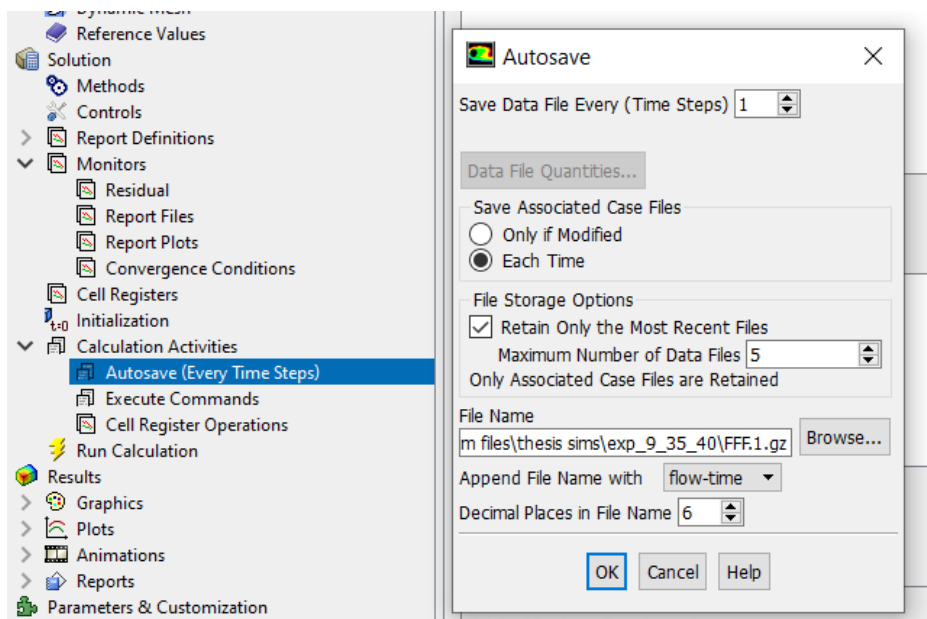 Dynamic Mesh
Reference Values
Solution
Methods
Controls
Report Definitions
Monitors
Residual
Report Files
Report Plots
Convergence Conditions
Cell Registers
t=0 Initialization
Calculation Activities
Autosave (Every Time Steps)
Execute Commands
Cell Register Operations
Run Calculation
Results
Graphics
Plots
Animations
Reports
Parameters & Customization
Autosave
Save Data File Every (Time Steps) 1
Data File Quantities...
Save Associated Case Files
Only if Modified
Each Time
File Storage Options
Retain Only the Most Recent Files
Maximum Number of Data Files 5
Only Associated Case Files are Retained
File Name
m files\thesis sims\exp_9_35_40\FFF.1.gz Browse...
Append File Name with flow-time
Decimal Places in File Name 6
OK Cancel Help